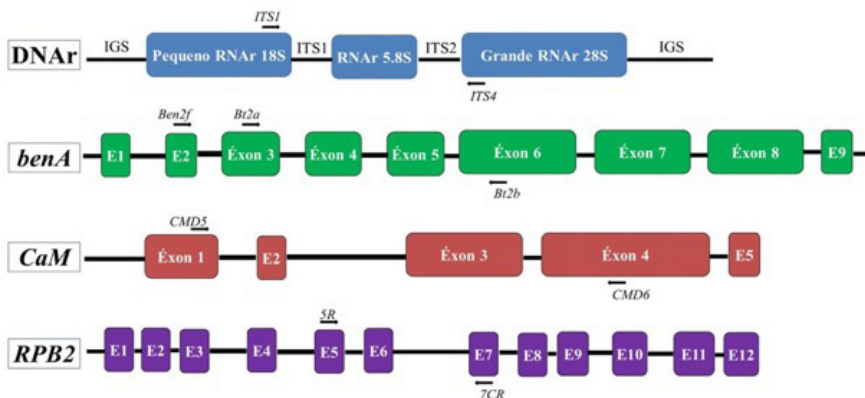 ITS1
DNAr IGS Pequeno RNAr 18S ITS1 RNAr 5.8S ITS2 Grande RNAr 28S IGS
ITS4
Ben2f Bt2a
benA E1 E2 Éxon 3 Éxon 4 Éxon 5 Éxon 6 Éxon 7 Éxon 8 E9
Bt2b
CMD5
CaM Éxon 1 E2 Éxon 3 Éxon 4 E5
CMD6
5R
RPB2 E1 E2 E3 E4 E5 E6 E7 E8 E9 E10 E11 E12
7CR